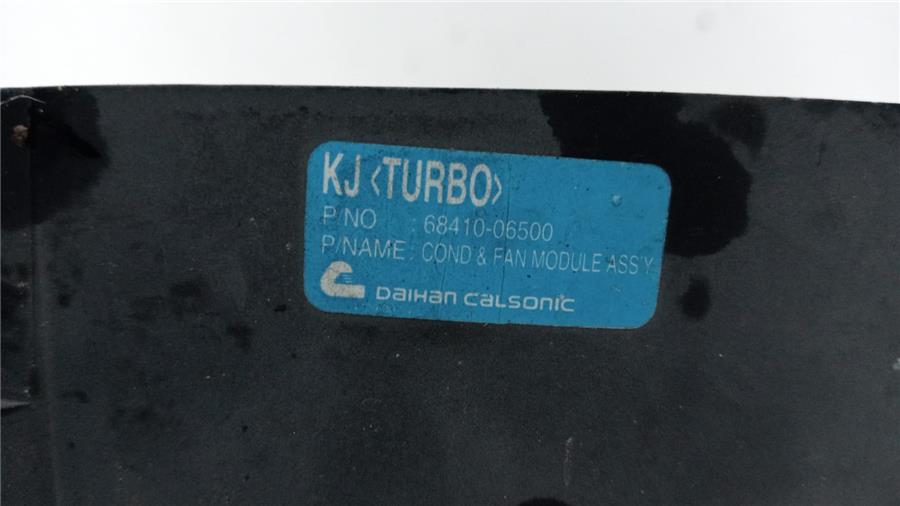 KJ <TURBO>
P/NO : 68410-06500
P/NAME : COND & FAN MODULE ASS'Y
DAIHAN CALSONIC